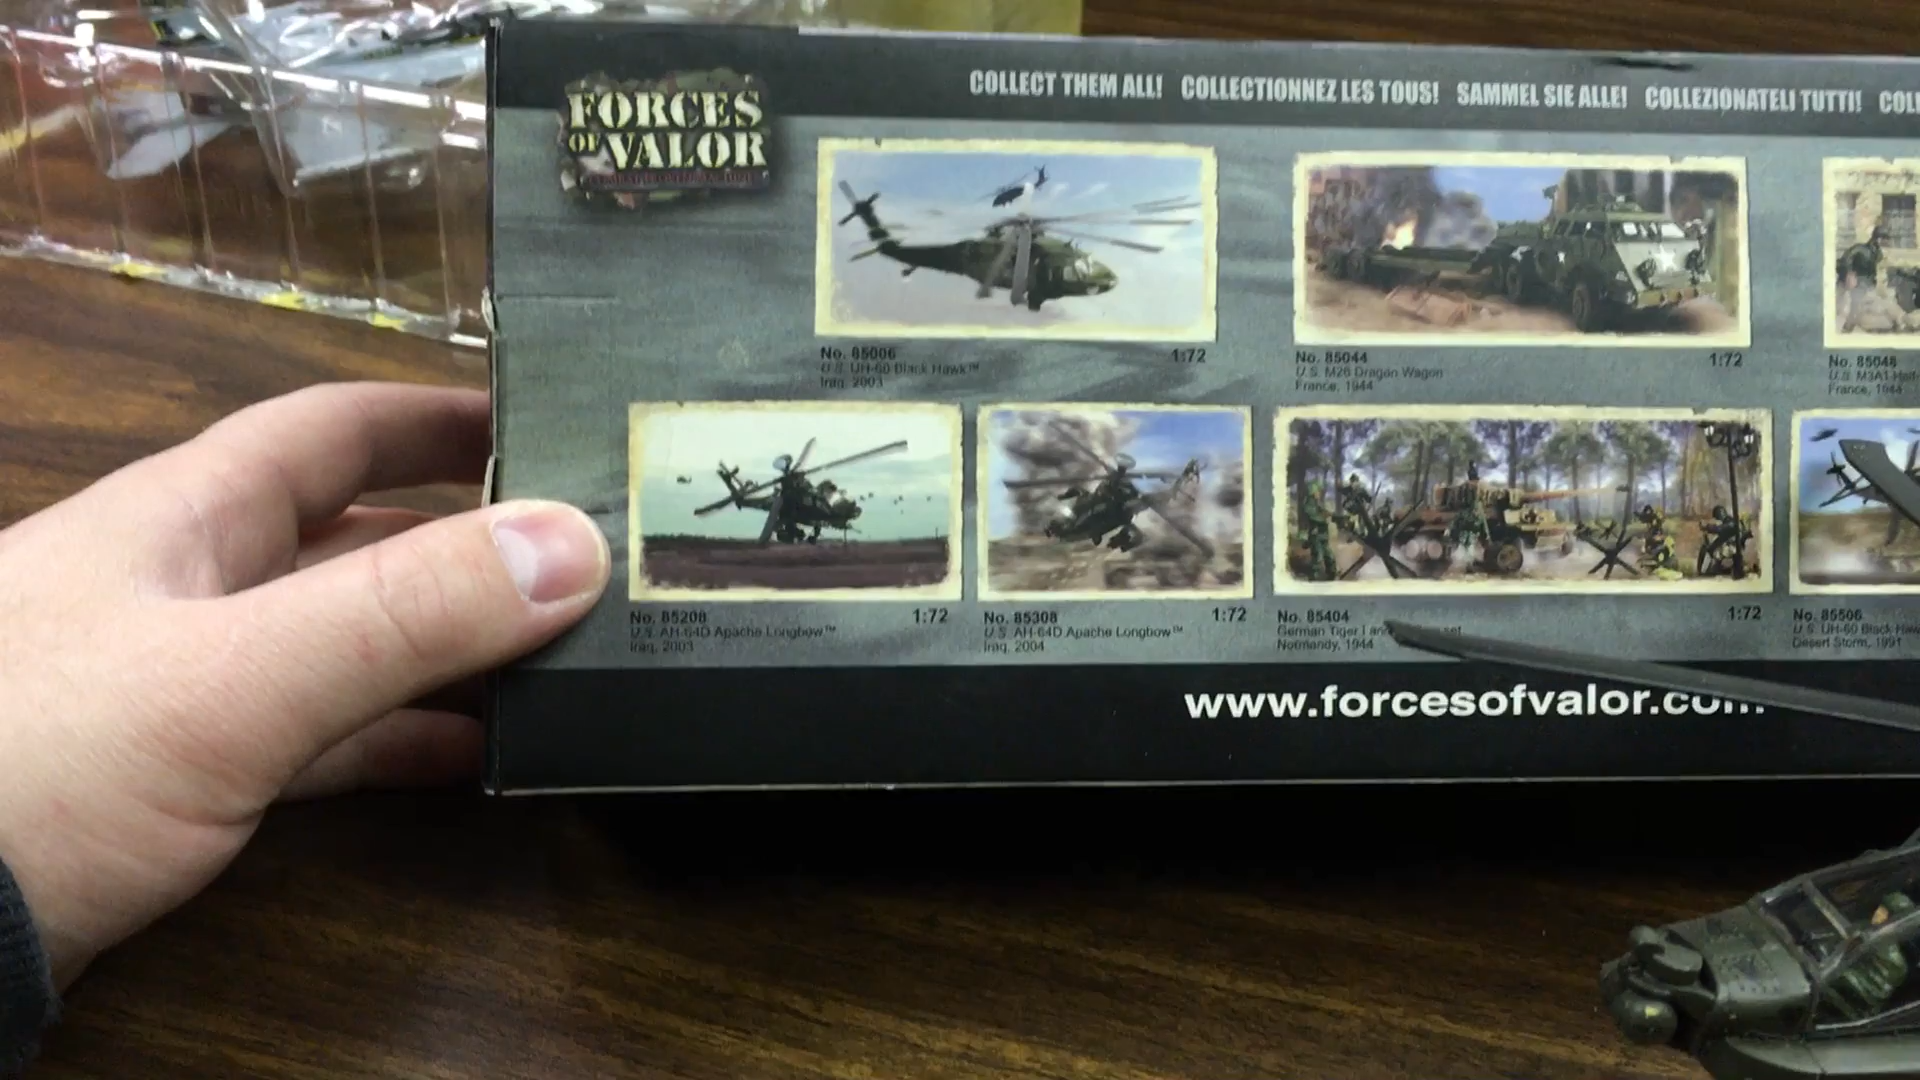 FORCES
OF VALOR
COLLECT THEM ALL! COLLECTIONNEZ LES TOUS! SAMMEL SIE ALLE! COLLEZIONATELI TUTTI! COL
No. 85006 1:72
U.S. UH-60 Black Hawk™
Iraq, 2003
No. 85044 1:72
U.S. M26 Dragon Wagon
France, 1944
No. 85048
U.S. M3A1 Half-
France, 1944
No. 85208 1:72
U.S. AH-64D Apache Longbow™
Iraq, 2003
No. 85308 1:72
U.S. AH-64D Apache Longbow™
Iraq, 2004
No. 85404 1:72
German Tiger I
Normandy, 1944
No. 85506
U.S. UH-60 Black Haw
Desert Storm, 1991
www.forcesofvalor.co